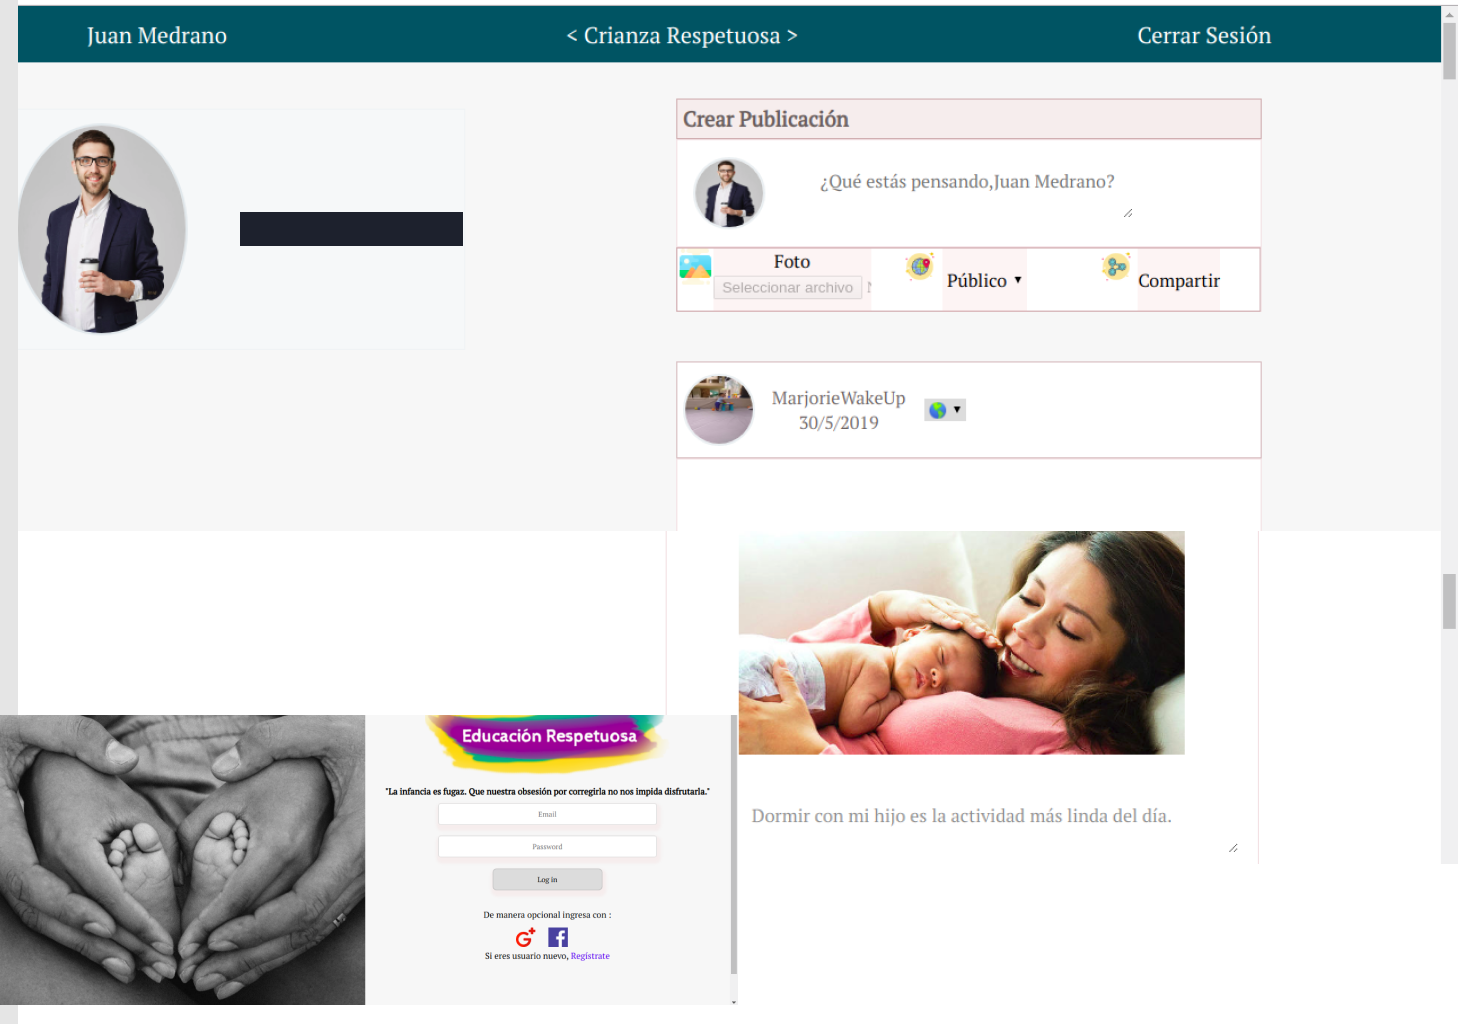 Juan Medrano
< Crianza Respetuosa >
Cerrar Sesión
Crear Publicación
¿Qué estás pensando,Juan Medrano?
Foto
Seleccionar archivo
Público
Compartir
MarjorieWakeUp
30/5/2019
Dormir con mi hijo es la actividad más linda del día.
Educación Respetuosa
"La infancia es fugaz. Que nuestra obsesión por corregirla no nos impida disfrutarla."
Email
Password
Log in
De manera opcional ingresa con :
Si eres usuario nuevo, Regístrate